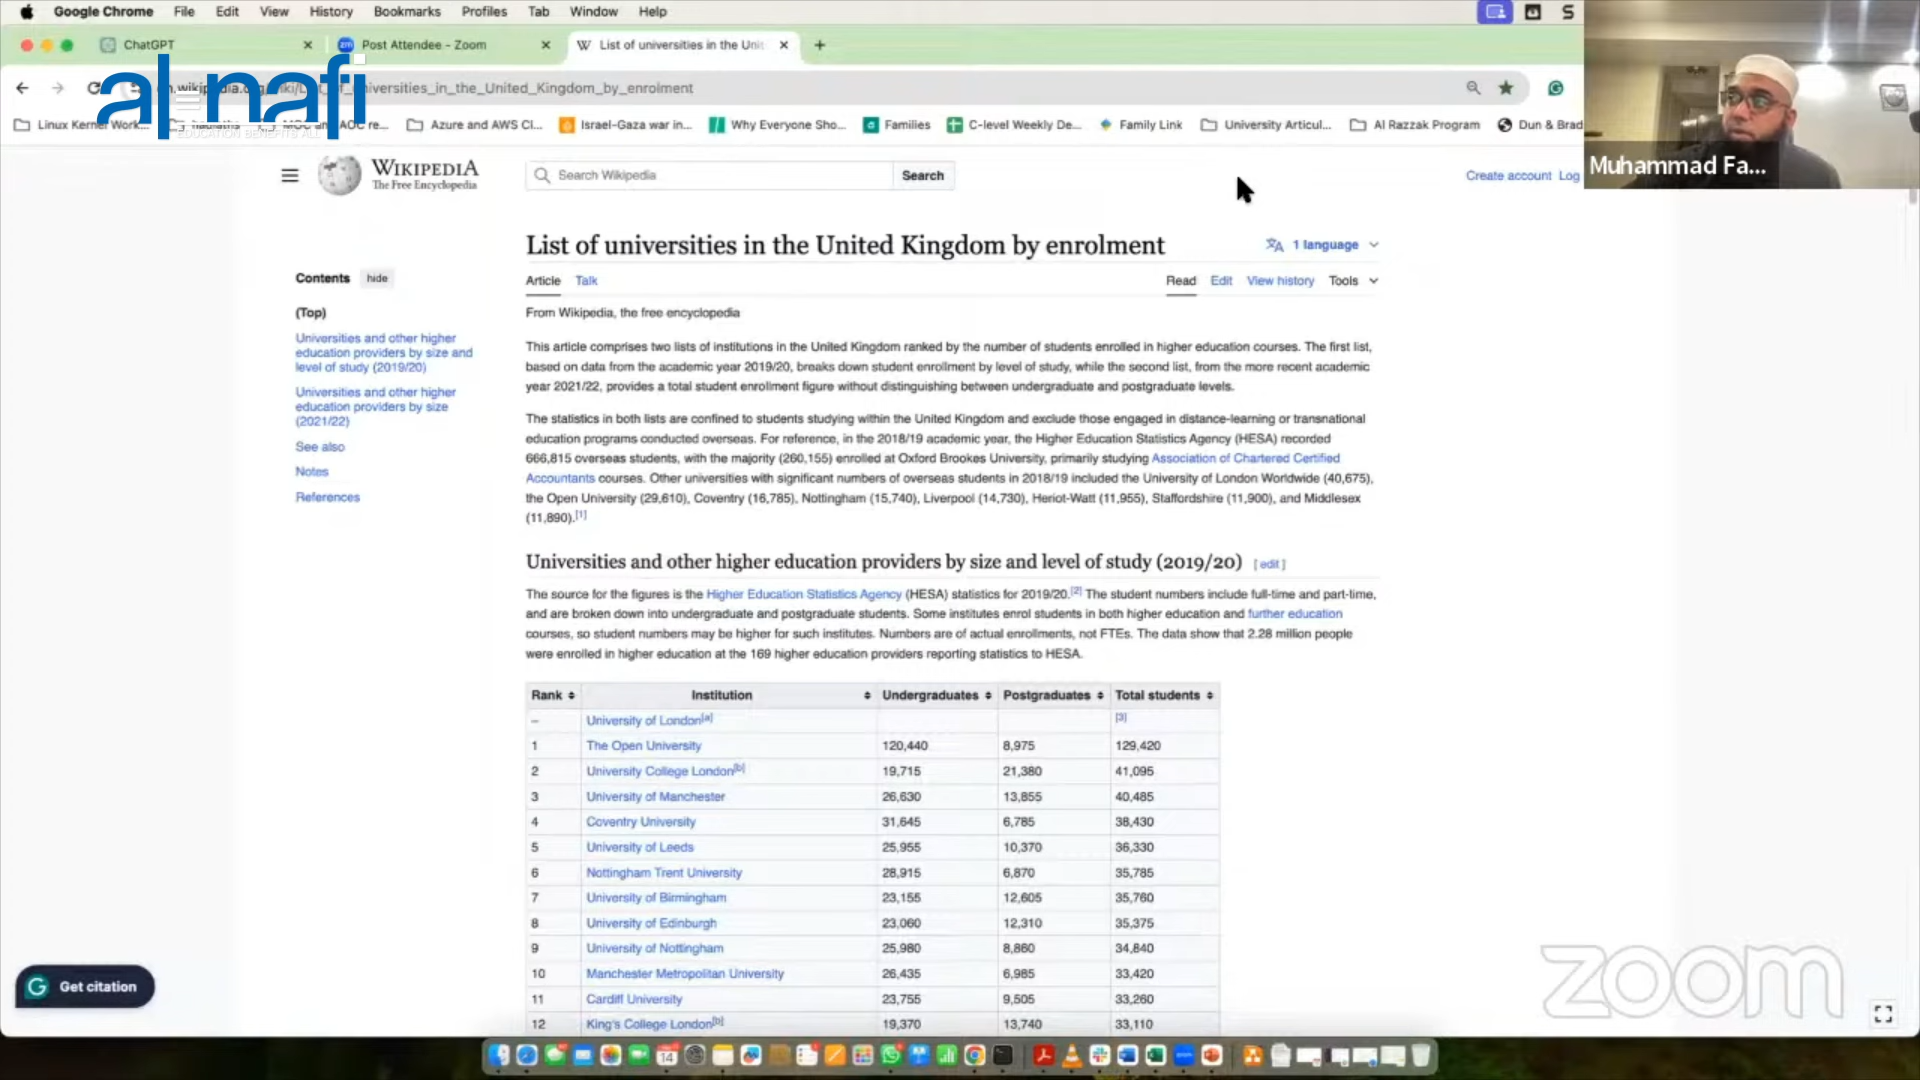 Google Chrome File Edit View History Bookmarks Profiles Tab Window Help
ChatGPT
Post Attendee - Zoom
List of universities in the Unit
_universities_in_the_United_Kingdom_by_enrolment
al nafi
EDUCATION BENEFITS ALL
Linux Kernel Work...
Azure and AWS Cl...
Israel-Gaza war in...
Why Everyone Sho...
Families
C-level Weekly De...
Family Link
University Articul...
Al Razzak Program
Dun & Brad
Muhammad Fa...
WIKIPEDIA
The Free Encyclopedia
Search Wikipedia
Search
Create account Log
List of universities in the United Kingdom by enrolment
1 language
Contents hide
Article Talk
Read Edit View history Tools
(Top)
Universities and other higher
education providers by size and
level of study (2019/20)
Universities and other higher
education providers by size
(2021/22)
See also
Notes
References
From Wikipedia, the free encyclopedia
This article comprises two lists of institutions in the United Kingdom ranked by the number of students enrolled in higher education courses. The first list,
based on data from the academic year 2019/20, breaks down student enrollment by level of study, while the second list, from the more recent academic
year 2021/22, provides a total student enrollment figure without distinguishing between undergraduate and postgraduate levels.
The statistics in both lists are confined to students studying within the United Kingdom and exclude those engaged in distance-learning or transnational
education programs conducted overseas. For reference, in the 2018/19 academic year, the Higher Education Statistics Agency (HESA) recorded
666,815 overseas students, with the majority (260,155) enrolled at Oxford Brookes University, primarily studying Association of Chartered Certified
Accountants courses. Other universities with significant numbers of overseas students in 2018/19 included the University of London Worldwide (40,675),
the Open University (29,610), Coventry (16,785), Nottingham (15,740), Liverpool (14,730), Heriot-Watt (11,955), Staffordshire (11,900), and Middlesex
(11,890).[1]
Universities and other higher education providers by size and level of study (2019/20) [ edit ]
The source for the figures is the Higher Education Statistics Agency (HESA) statistics for 2019/20.[2] The student numbers include full-time and part-time,
and are broken down into undergraduate and postgraduate students. Some institutes enrol students in both higher education and further education
courses, so student numbers may be higher for such institutes. Numbers are of actual enrollments, not FTEs. The data show that 2.28 million people
were enrolled in higher education at the 169 higher education providers reporting statistics to HESA.
Rank Institution Undergraduates Postgraduates Total students
– University of London[a] [3]
1 The Open University 120,440 8,975 129,420
2 University College London[b] 19,715 21,380 41,095
3 University of Manchester 26,630 13,855 40,485
4 Coventry University 31,645 6,785 38,430
5 University of Leeds 25,955 10,370 36,330
6 Nottingham Trent University 28,915 6,870 35,785
7 University of Birmingham 23,155 12,605 35,760
8 University of Edinburgh 23,060 12,310 35,375
9 University of Nottingham 25,980 8,860 34,840
10 Manchester Metropolitan University 26,435 6,985 33,420
11 Cardiff University 23,755 9,505 33,260
12 King's College London[b] 19,370 13,740 33,110
Get citation
zoom